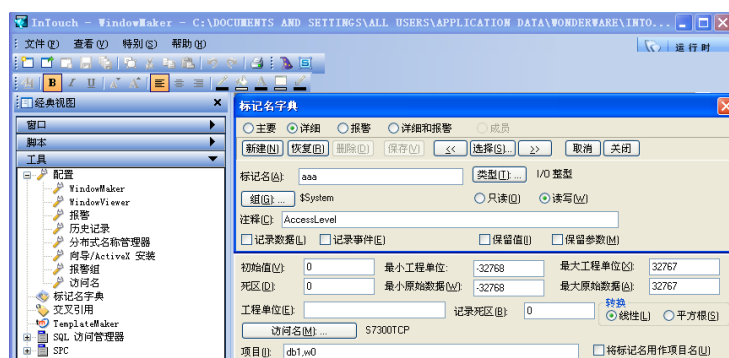 InTouch - WindowMaker - C:\DOCUMENTS AND SETTINGS\ALL USERS\APPLICATION DATA\WONDERWARE\INTO...
文件(F) 查看(V) 特别(S) 帮助(H)
运行时
B I U
经典视图
标记名字典
窗口
主要 详细 报警 详细和报警 成员
脚本
新建(N) 恢复(R) 删除(D) 保存(V) << 选择(S)... >> 取消 关闭
工具
配置
标记名(A): aaa 类型(T): ... I/O 整型
WindowMaker
WindowViewer
组(G): ... $System 只读(O) 读写(W)
报警
历史记录
注释(C): AccessLevel
分布式名称管理器
记录数据(L) 记录事件(E) 保留值(I) 保留参数(M)
向导/ActiveX 安装
报警组
初始值(V): 0 最小工程单位: -32768 最大工程单位(X): 32767
访问名
死区(D): 0 最小原始数据(W): -32768 最大原始数据(A): 32767
标记名字典
交叉引用
转换
工程单位(E): 记录死区(B): 0 线性(L) 平方根(S)
TemplateMaker
SQL 访问管理器
访问名(M): ... S7300TCP
SPC
项目(I): db1,w0 将标记名用作项目名(U)